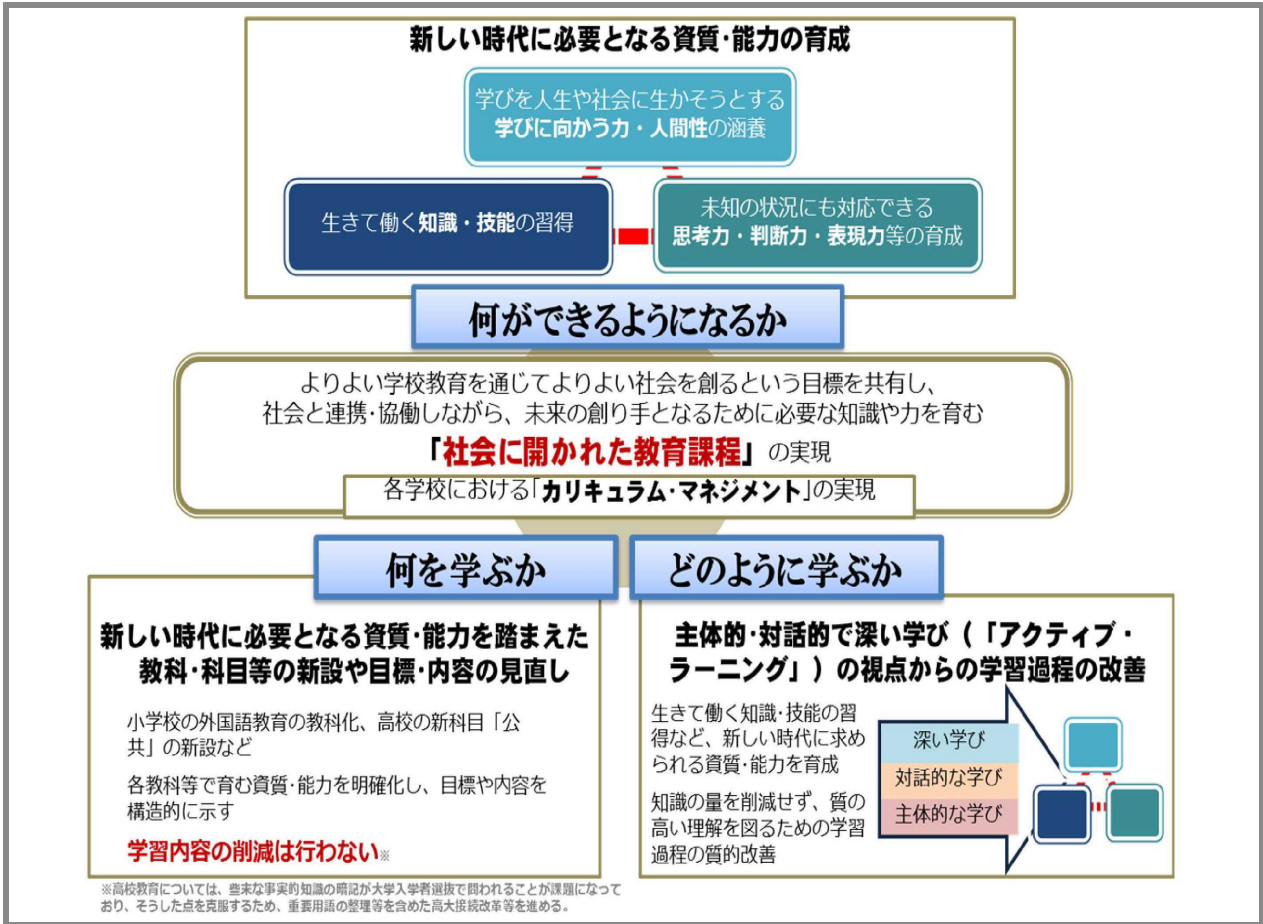 新しい時代に必要となる資質･能力の育成
学びを人生や社会に生かそうとする
学びに向かう力・人間性の涵養
生きて働く知識・技能の習得
未知の状況にも対応できる
思考力・判断力・表現力等の育成
何ができるようになるか
よりよい学校教育を通じてよりよい社会を創るという目標を共有し、
社会と連携･協働しながら、未来の創り手となるために必要な知識や力を育む
「社会に開かれた教育課程」の実現
各学校における｢カリキュラム･マネジメント｣の実現
何を学ぶか
新しい時代に必要となる資質･能力を踏まえた
教科･科目等の新設や目標･内容の見直し
小学校の外国語教育の教科化、高校の新科目「公
共」の新設など
各教科等で育む資質･能力を明確化し、目標や内容を
構造的に示す
学習内容の削減は行わない※
どのように学ぶか
主体的･対話的で深い学び（「アクティブ・
ラーニング」）の視点からの学習過程の改善
生きて働く知識･技能の習
得など、新しい時代に求め
られる資質･能力を育成
知識の量を削減せず、質の
高い理解を図るための学習
過程の質的改善
深い学び
対話的な学び
主体的な学び
※高校教育については、些末な事実的知識の暗記が大学入学者選抜で問われることが課題になって
おり、そうした点を克服するため、重要用語の整理等を含めた高大接続改革等を進める。